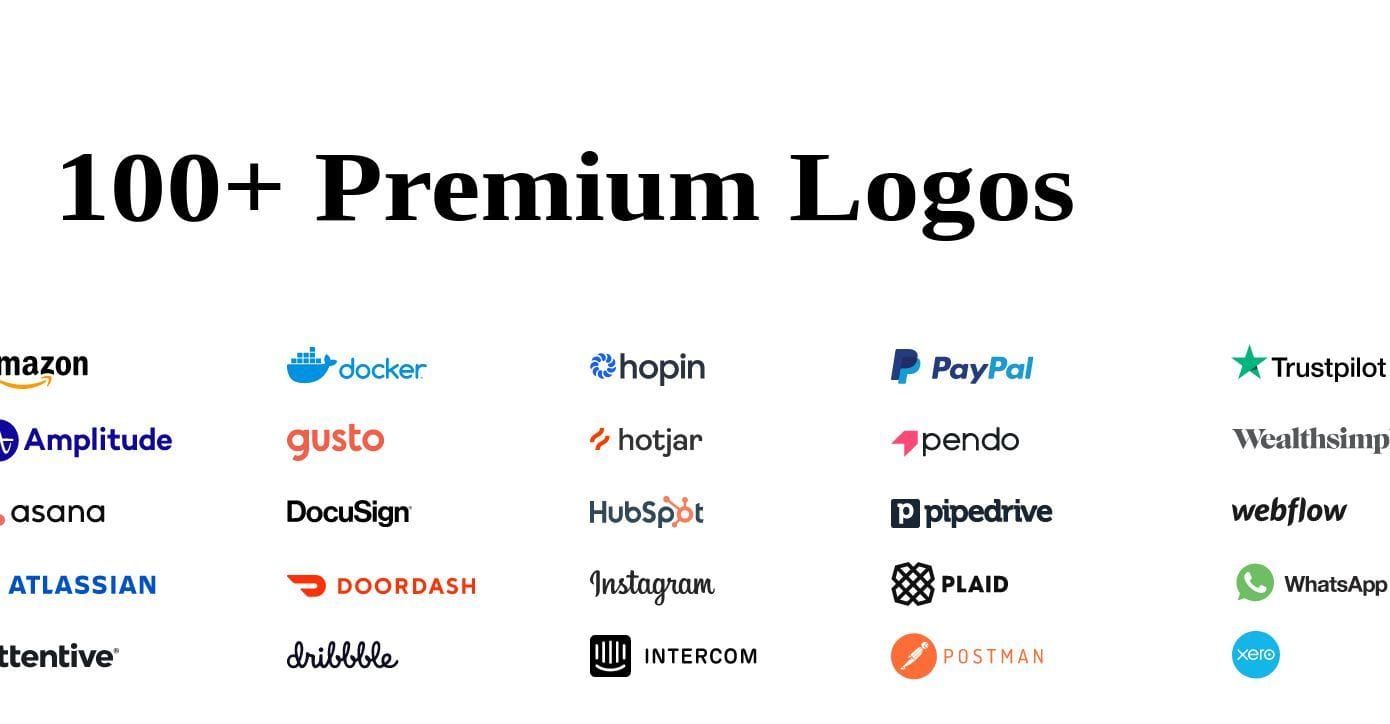 100+ Premium Logos
mazon docker hopin PayPal Trustpilot
Amplitude gusto hotjar pendo Wealthsimpl
asana DocuSign HubSpot pipedrive webflow
ATLASSIAN DOORDASH Instagram PLAID WhatsApp
ttentive® dribbble INTERCOM POSTMAN xero